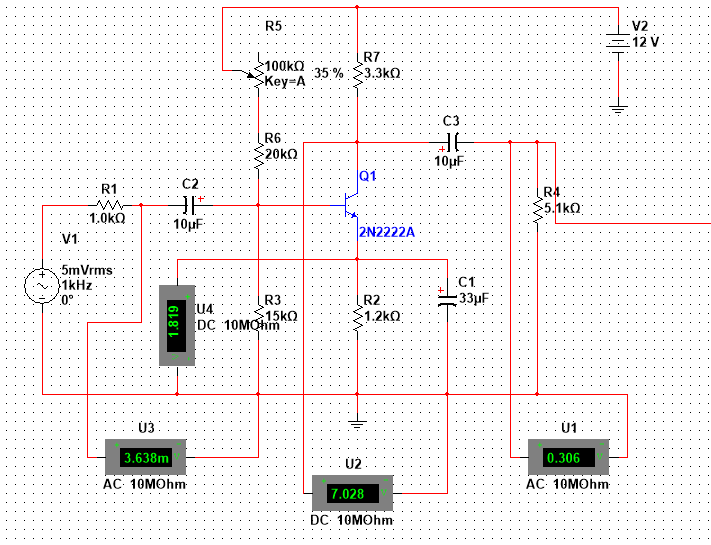 R5
100kΩ
Key=A
35 %
R7
3.3kΩ
V2
12 V
R6
20kΩ
C3
10µF
R1
1.0kΩ
C2
10µF
Q1
2N2222A
R4
5.1kΩ
V1
5mVrms
1kHz
0°
U4
DC 10MOhm
1.819
R3
15kΩ
R2
1.2kΩ
C1
33µF
U3
3.638m
AC 10MOhm
U2
7.028
DC 10MOhm
U1
0.306
AC 10MOhm